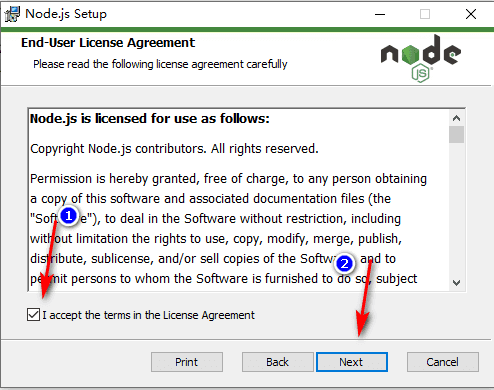 Node.js Setup
End-User License Agreement
Please read the following license agreement carefully
node
JS
Node.js is licensed for use as follows:
Copyright Node.js contributors. All rights reserved.
Permission is hereby granted, free of charge, to any person obtaining
a copy of this software and associated documentation files (the
1
"Software"), to deal in the Software without restriction, including
without limitation the rights to use, copy, modify, merge, publish,
distribute, sublicense, and/or sell copies of the Software, and to
2
permit persons to whom the Software is furnished to do so, subject
I accept the terms in the License Agreement
Print
Back
Next
Cancel